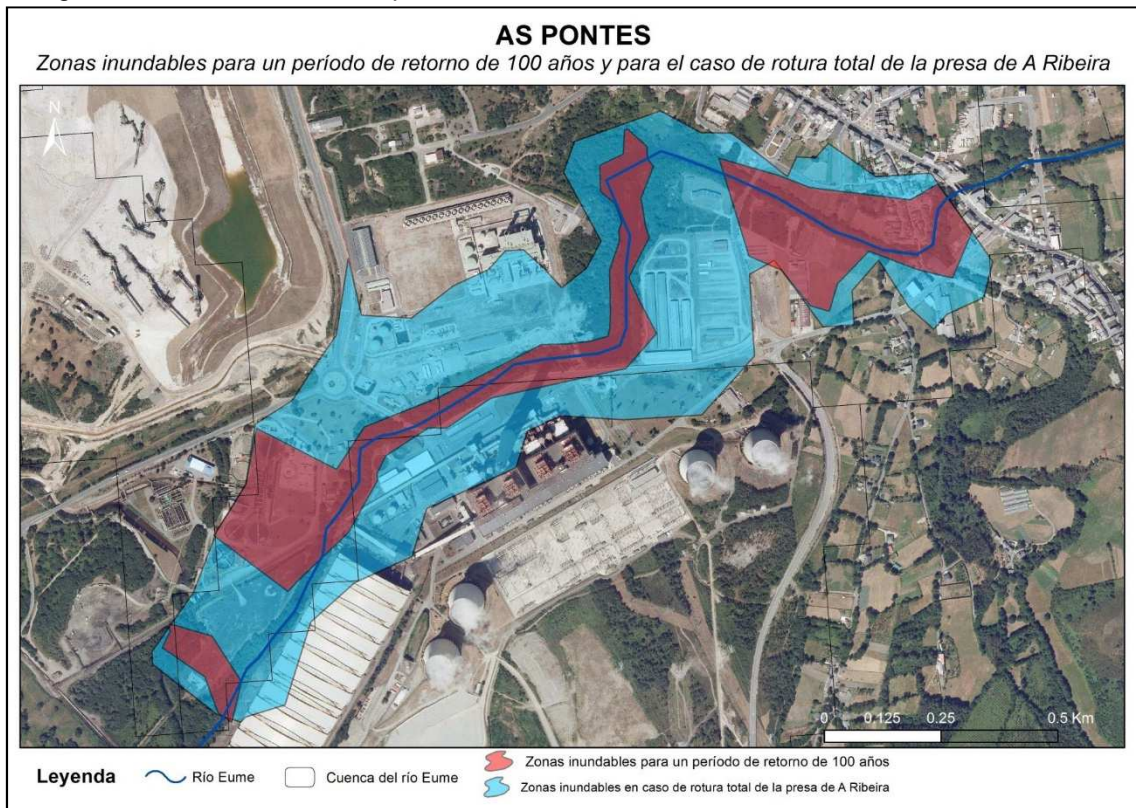 AS PONTES
Zonas inundables para un período de retorno de 100 años y para el caso de rotura total de la presa de A Ribeira
N
0 0.125 0.25 0.5 Km
Leyenda
Río Eume
Cuenca del río Eume
Zonas inundables para un período de retorno de 100 años
Zonas inundables en caso de rotura total de la presa de A Ribeira